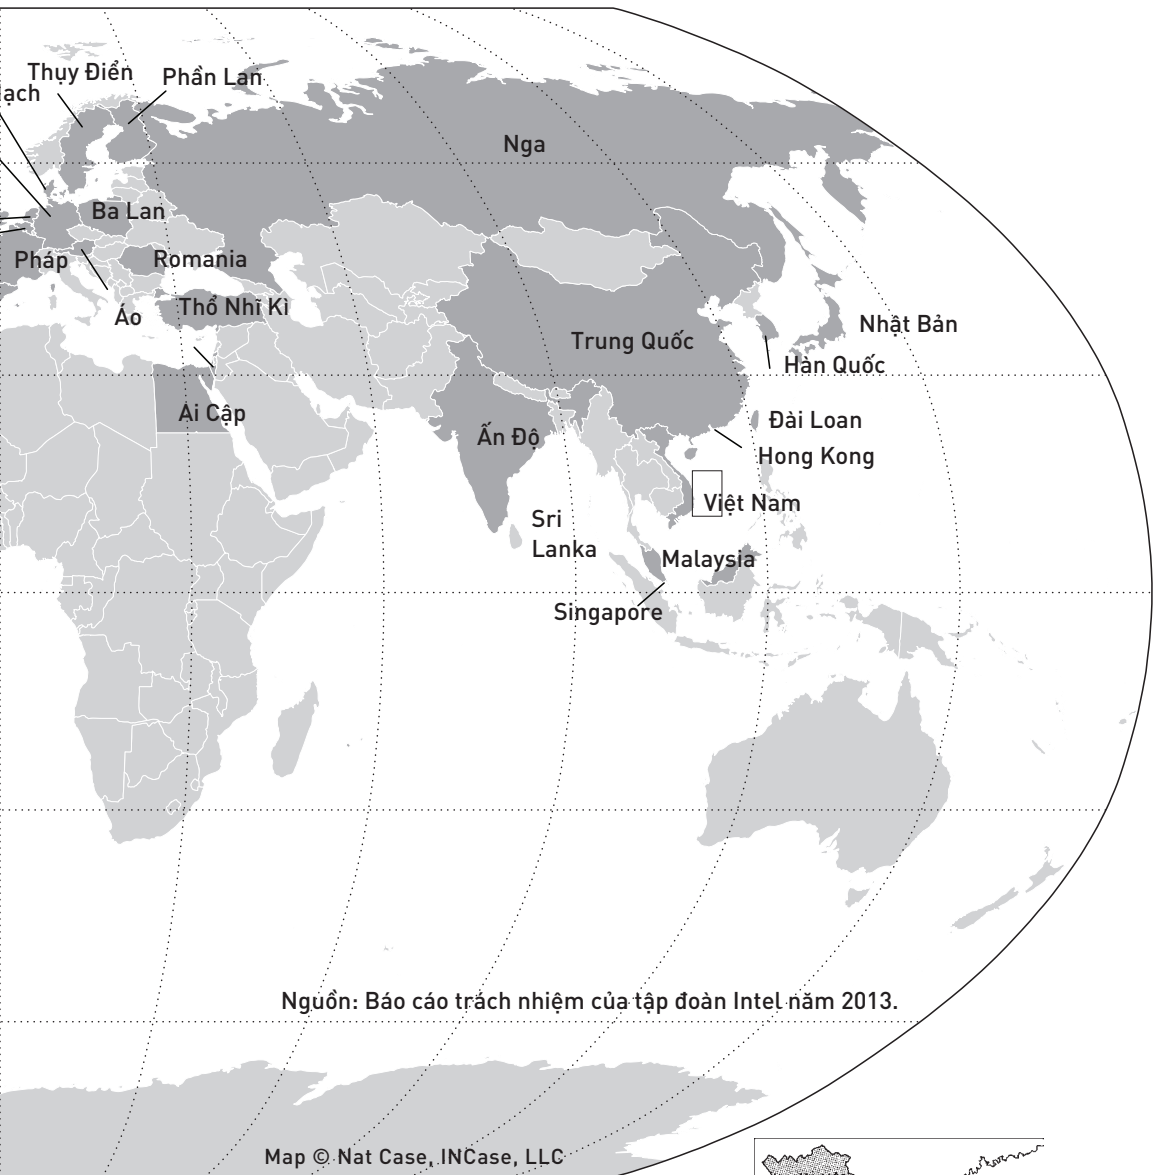 Thụy Điển
Phần Lan
ạch
Nga
Ba Lan
Pháp
Romania
Áo
Thổ Nhĩ Kì
Trung Quốc
Nhật Bản
Hàn Quốc
Ai Cập
Ấn Độ
Đài Loan
Hong Kong
Việt Nam
Sri
Lanka
Malaysia
Singapore
Nguồn: Báo cáo trách nhiệm của tập đoàn Intel năm 2013.
Map © Nat Case, INCase, LLC